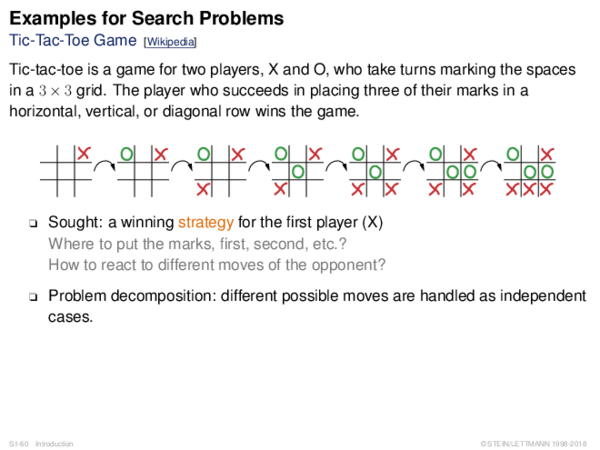 Examples for Search Problems
Tic-Tac-Toe Game [Wikipedia]
Tic-tac-toe is a game for two players, X and O, who take turns marking the spaces
in a 3 × 3 grid. The player who succeeds in placing three of their marks in a
horizontal, vertical, or diagonal row wins the game.
X O X O X O X O X O X O X
O O O O O O O
X X X X X X X X X X
❑ Sought: a winning strategy for the first player (X)
Where to put the marks, first, second, etc.?
How to react to different moves of the opponent?
❑ Problem decomposition: different possible moves are handled as independent
cases.
S:I-60 Introduction
©STEIN/LETTMANN 1998-2018